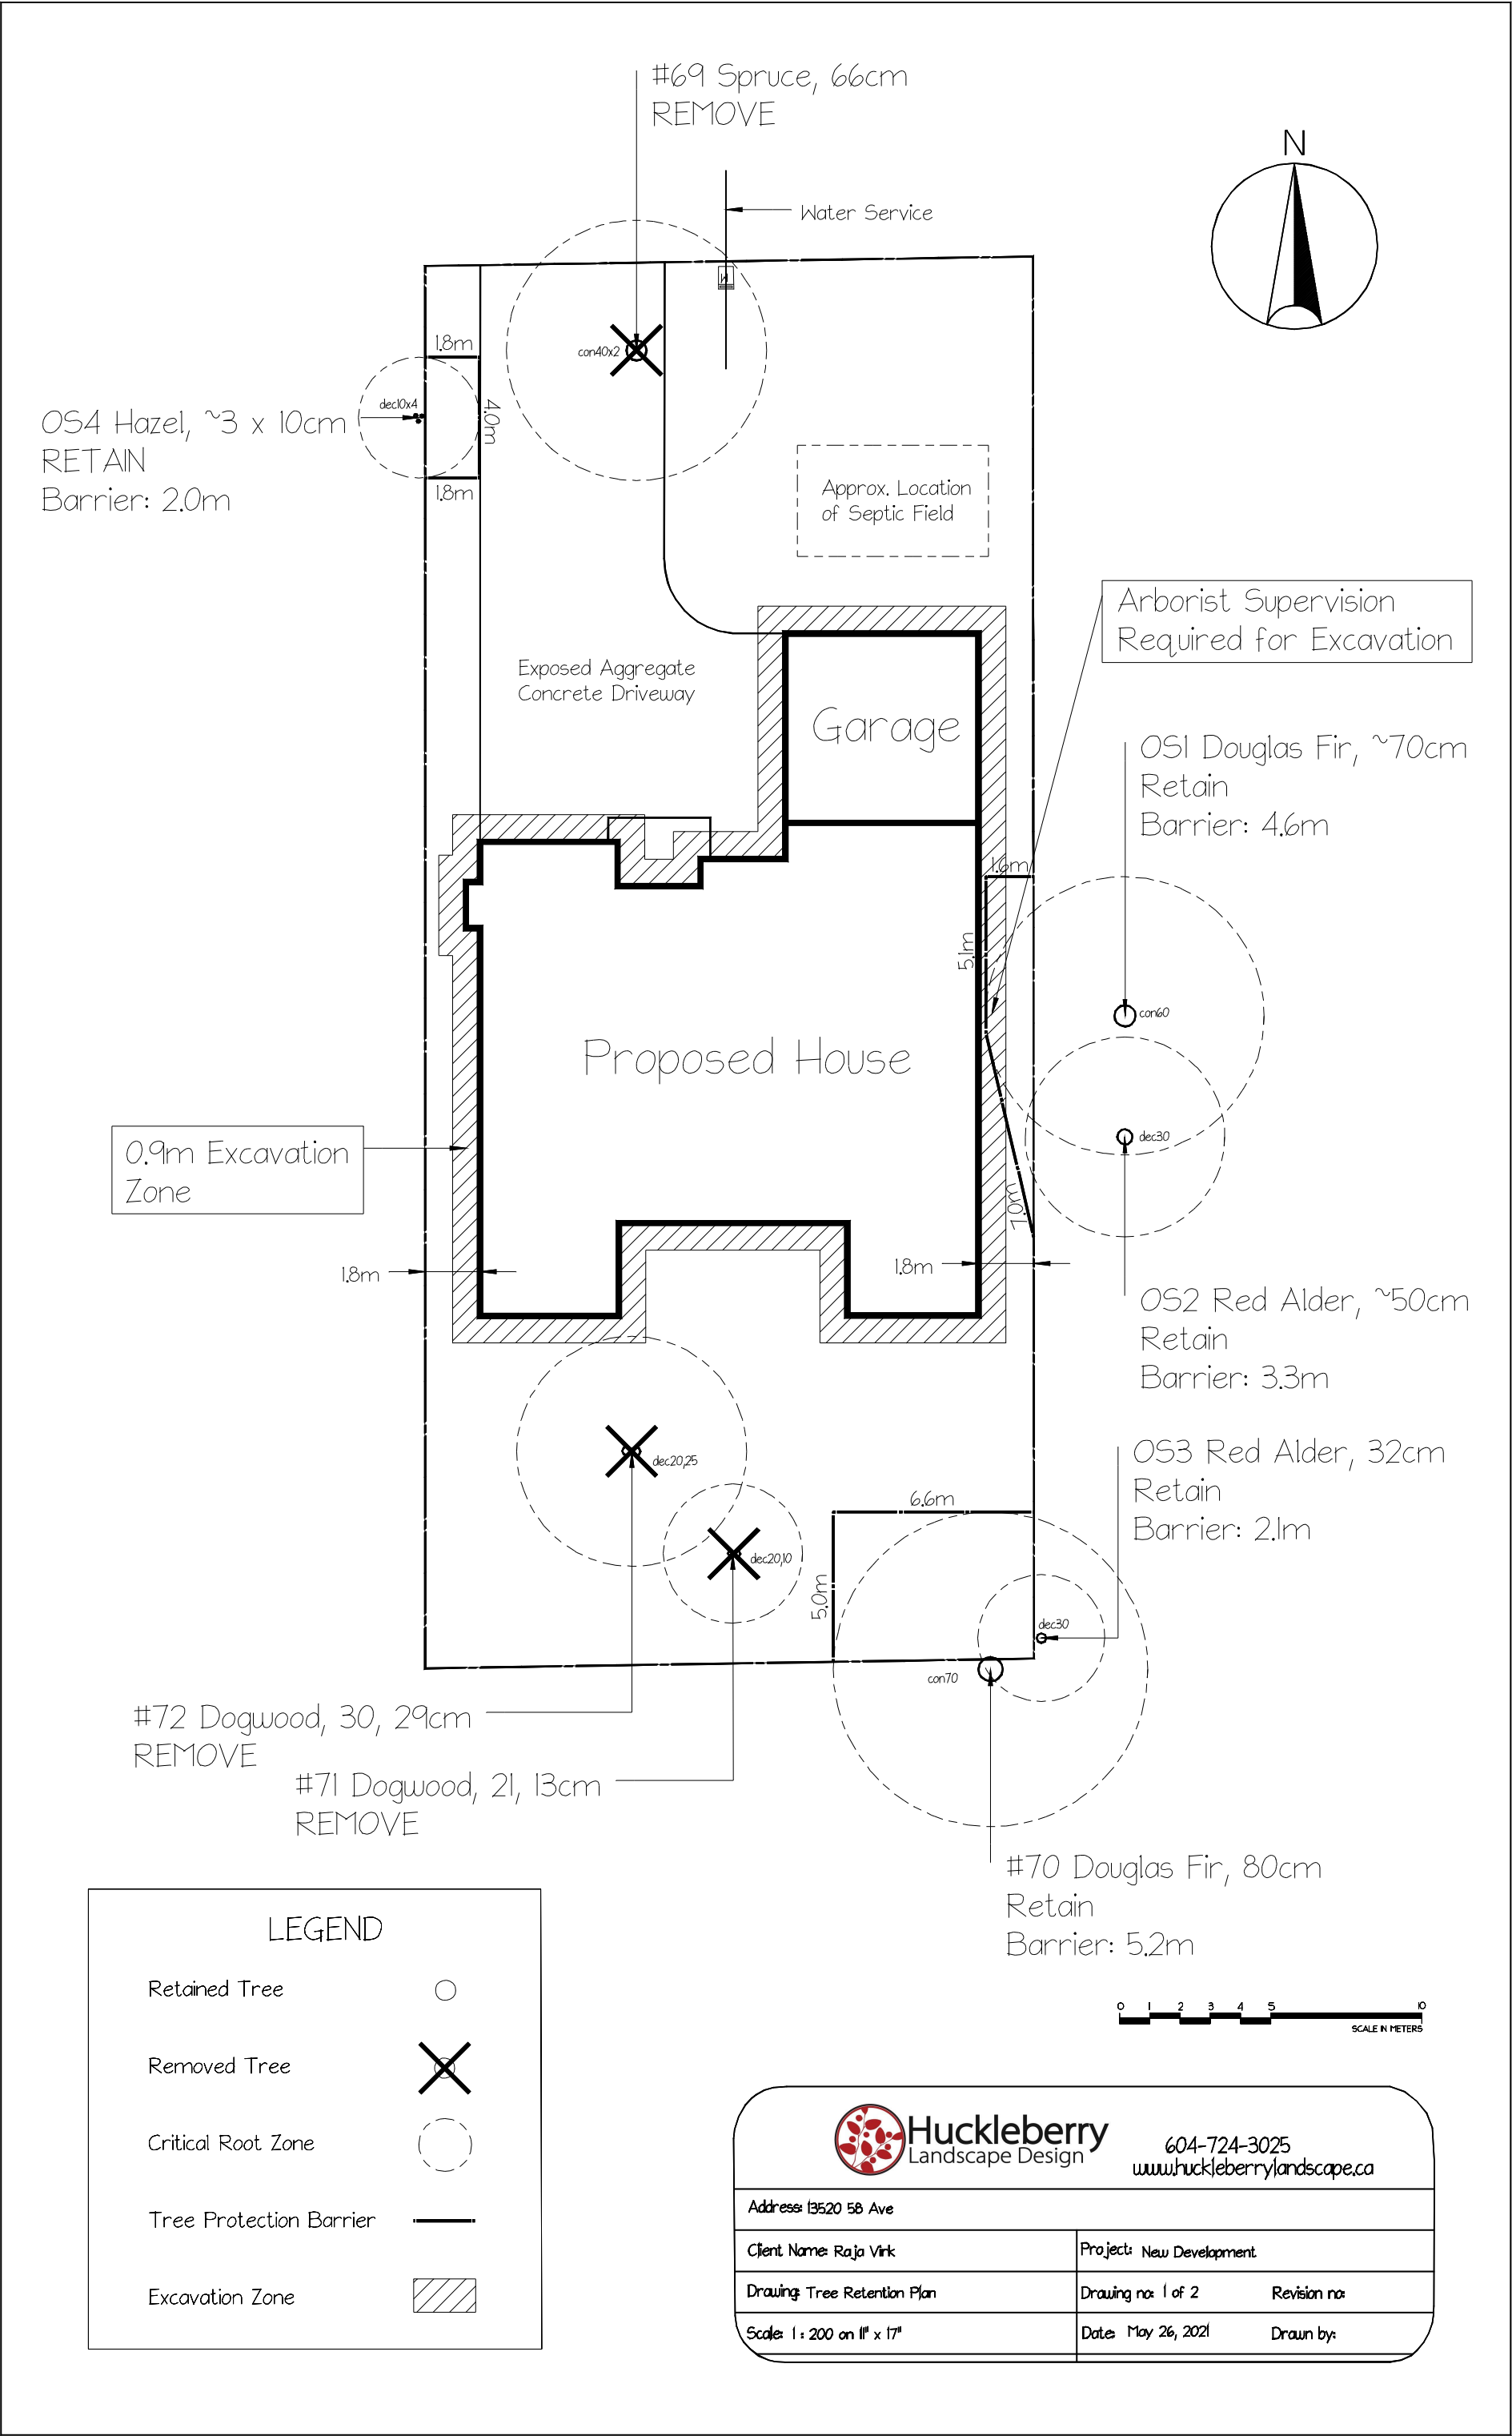 #69 Spruce, 66cm
REMOVE
N
Water Service
con40x2
1.8m
dec10x4
4.0m
OS4 Hazel, ~3 x 10cm
RETAIN
Barrier: 2.0m
1.8m
Approx. Location
of Septic Field
Arborist Supervision
Required for Excavation
Exposed Aggregate
Concrete Driveway
Garage
OS1 Douglas Fir, ~70cm
Retain
Barrier: 4.6m
1.6m
5.1m
con60
Proposed House
dec30
0.9m Excavation
Zone
7.0m
1.8m
1.8m
OS2 Red Alder, ~50cm
Retain
Barrier: 3.3m
OS3 Red Alder, 32cm
Retain
Barrier: 2.1m
dec20,25
6.6m
dec20,10
5.0m
dec30
con70
#72 Dogwood, 30, 29cm
REMOVE
#71 Dogwood, 21, 13cm
REMOVE
#70 Douglas Fir, 80cm
Retain
Barrier: 5.2m
LEGEND
Retained Tree
Removed Tree
Critical Root Zone
Tree Protection Barrier
Excavation Zone
0 1 2 3 4 5 10
SCALE IN METERS
Huckleberry
Landscape Design
604-724-3025
www.huckleberrylandscape.ca
Address: 13520 58 Ave
Client Name: Raja Virk
Project: New Development
Drawing: Tree Retention Plan
Drawing no: 1 of 2
Revision no:
Scale: 1 : 200 on 11" x 17"
Date: May 26, 2021
Drawn by: